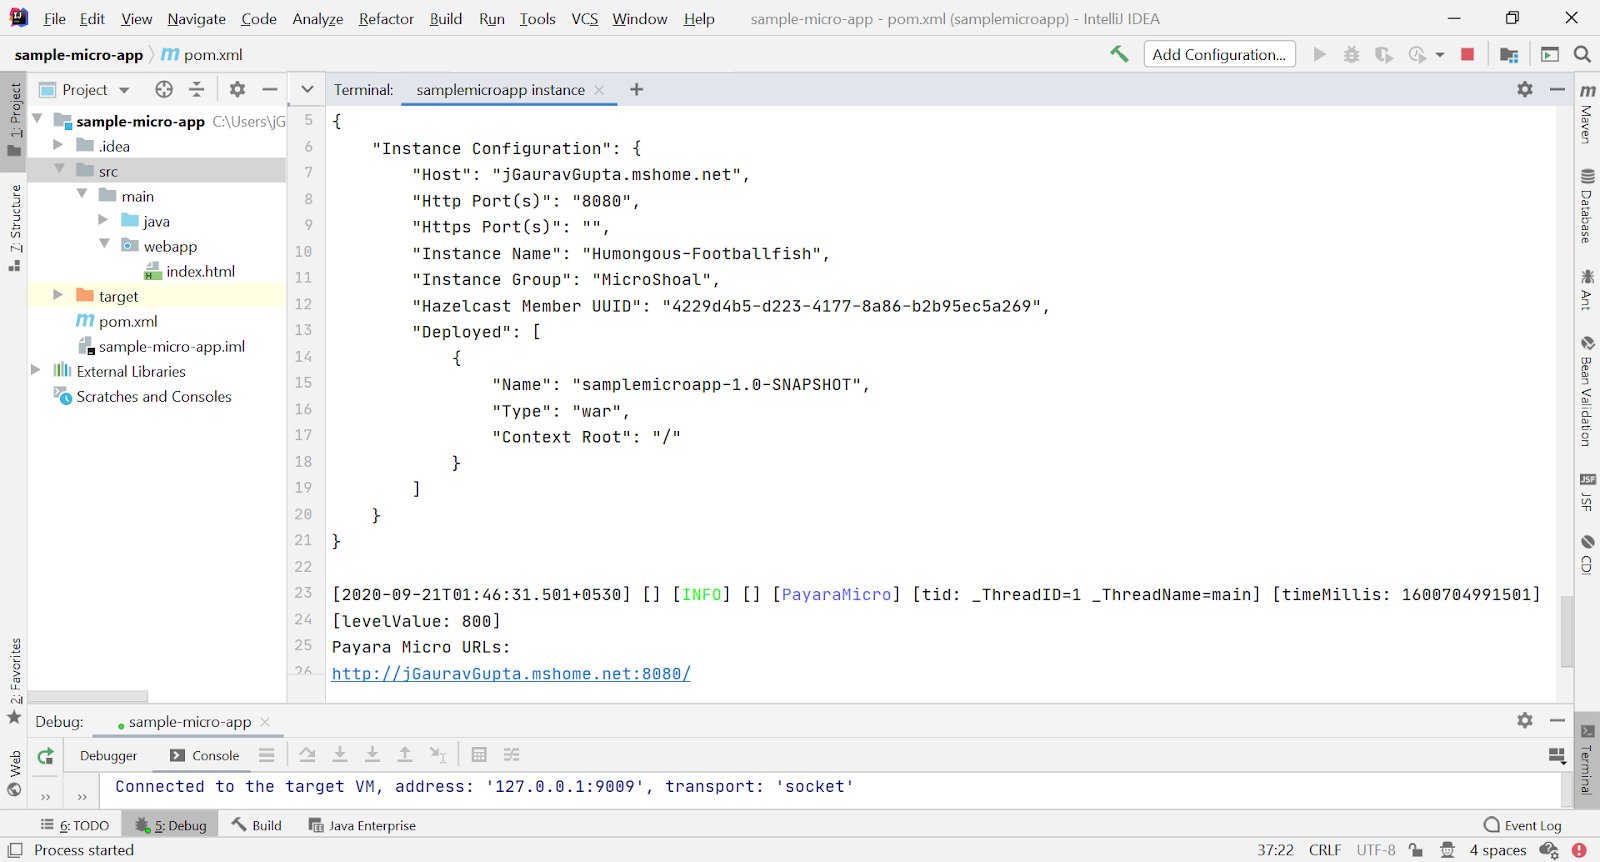 File Edit View Navigate Code Analyze Refactor Build Run Tools VCS Window Help sample-micro-app - pom.xml (samplemicroapp) - IntelliJ IDEA
sample-micro-app m pom.xml Add Configuration...
1: Project
7: Structure
2: Favorites
Web
Project
sample-micro-app C:\Users\jG
.idea
src
main
java
webapp
index.html
target
m pom.xml
sample-micro-app.iml
External Libraries
Scratches and Consoles
Terminal: samplemicroapp instance
5 {
6 "Instance Configuration": {
7 "Host": "jGauravGupta.mshome.net",
8 "Http Port(s)": "8080",
9 "Https Port(s)": "",
10 "Instance Name": "Humongous-Footballfish",
11 "Instance Group": "MicroShoal",
12 "Hazelcast Member UUID": "4229d4b5-d223-4177-8a86-b2b95ec5a269",
13 "Deployed": [
14 {
15 "Name": "samplemicroapp-1.0-SNAPSHOT",
16 "Type": "war",
17 "Context Root": "/"
18 }
19 ]
20 }
21 }
22
23 [2020-09-21T01:46:31.501+0530] [] [INFO] [] [PayaraMicro] [tid: _ThreadID=1 _ThreadName=main] [timeMillis: 1600704991501]
24 [levelValue: 800]
25 Payara Micro URLs:
26 http://jGauravGupta.mshome.net:8080/
m Maven
Database
Ant
Bean Validation
JSF
JSF
CDI
Terminal
Debug: sample-micro-app
Debugger Console
Connected to the target VM, address: '127.0.0.1:9009', transport: 'socket'
6: TODO 5: Debug Build Java Enterprise Event Log
Process started 37:22 CRLF UTF-8 4 spaces